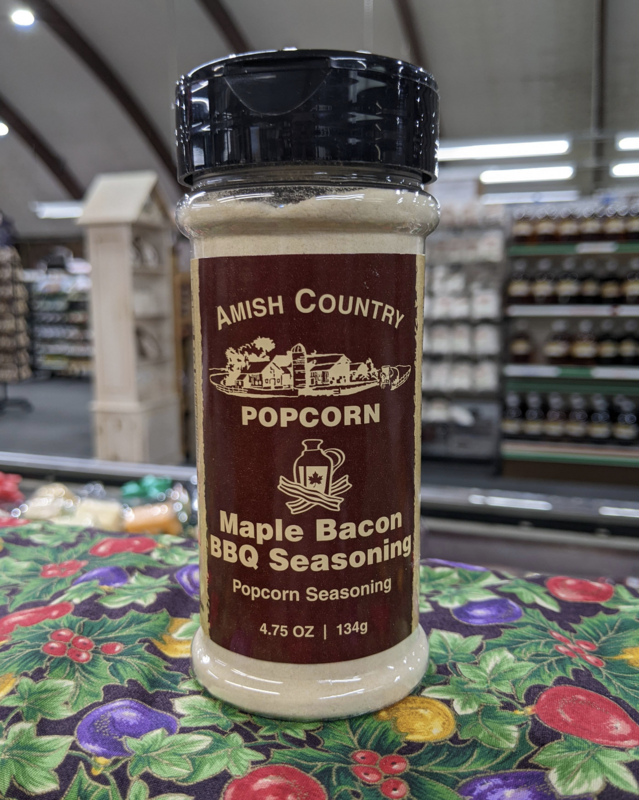 AMISH COUNTRY
POPCORN
Maple Bacon
BBQ Seasoning
Popcorn Seasoning
4.75 OZ | 134g